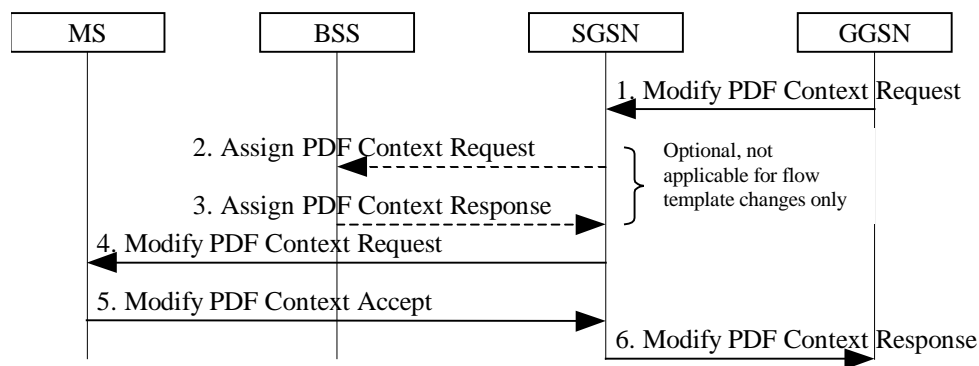 MS BSS SGSN GGSN
1. Modify PDF Context Request
2. Assign PDF Context Request
Optional, not
applicable for flow
template changes only
3. Assign PDF Context Response
4. Modify PDF Context Request
5. Modify PDF Context Accept
6. Modify PDF Context Response